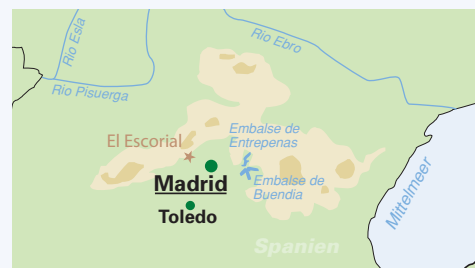 Rio Esla
Rio Ebro
Rio Pisuerga
El Escorial
Embalse de
Entrepenas
Madrid
Embalse de
Buendia
Toledo
Mittelmeer
Spanien